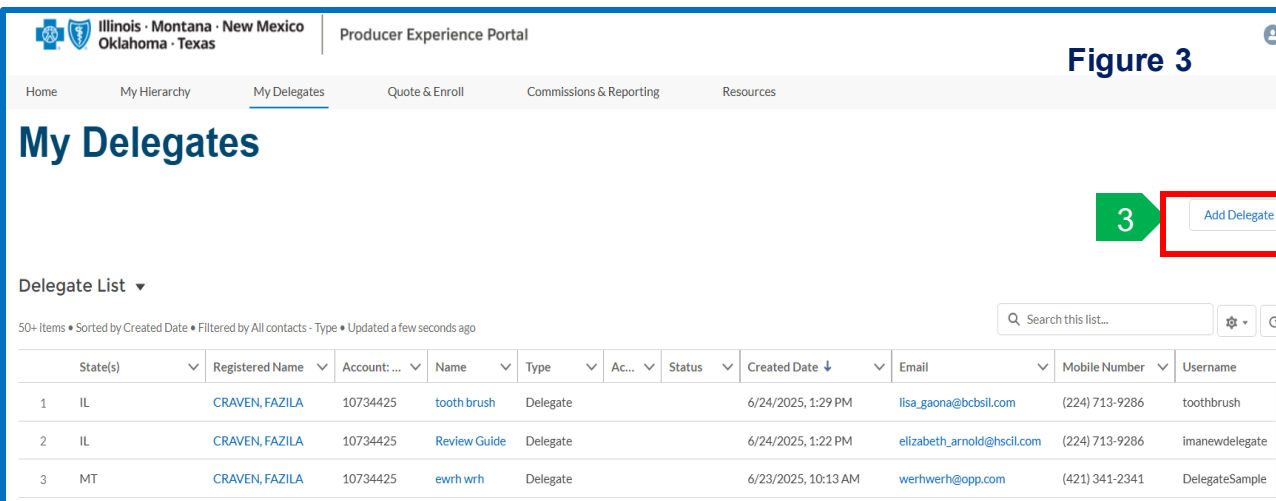 Illinois · Montana · New Mexico
Oklahoma · Texas
Producer Experience Portal
Figure 3
Home My Hierarchy My Delegates Quote & Enroll Commissions & Reporting Resources
My Delegates
3
Add Delegate
Delegate List
50+ items • Sorted by Created Date • Filtered by All contacts - Type • Updated a few seconds ago
Search this list...
State(s) Registered Name Account: ... Name Type Ac... Status Created Date Email Mobile Number Username
1 IL CRAVEN, FAZILA 10734425 tooth brush Delegate 6/24/2025, 1:29 PM lisa_gaona@bcbsil.com (224) 713-9286 toothbrush
2 IL CRAVEN, FAZILA 10734425 Review Guide Delegate 6/24/2025, 1:22 PM elizabeth_arnold@hscil.com (224) 713-9286 imanewdelegate
3 MT CRAVEN, FAZILA 10734425 ewrh wrh Delegate 6/23/2025, 10:13 AM werhwerh@opp.com (421) 341-2341 DelegateSample